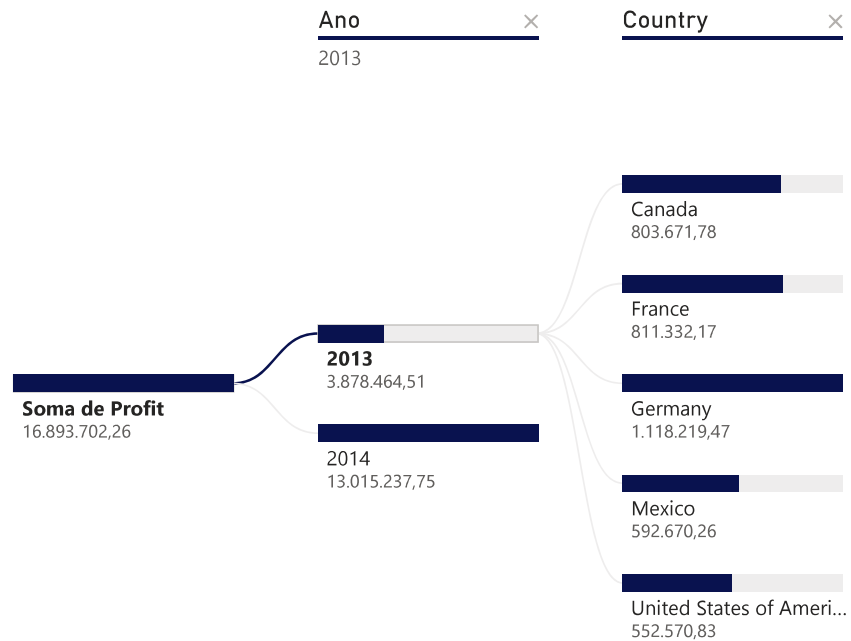 Ano
2013
Country
Soma de Profit
16.893.702,26
2013
3.878.464,51
2014
13.015.237,75
Canada
803.671,78
France
811.332,17
Germany
1.118.219,47
Mexico
592.670,26
United States of Ameri...
552.570,83